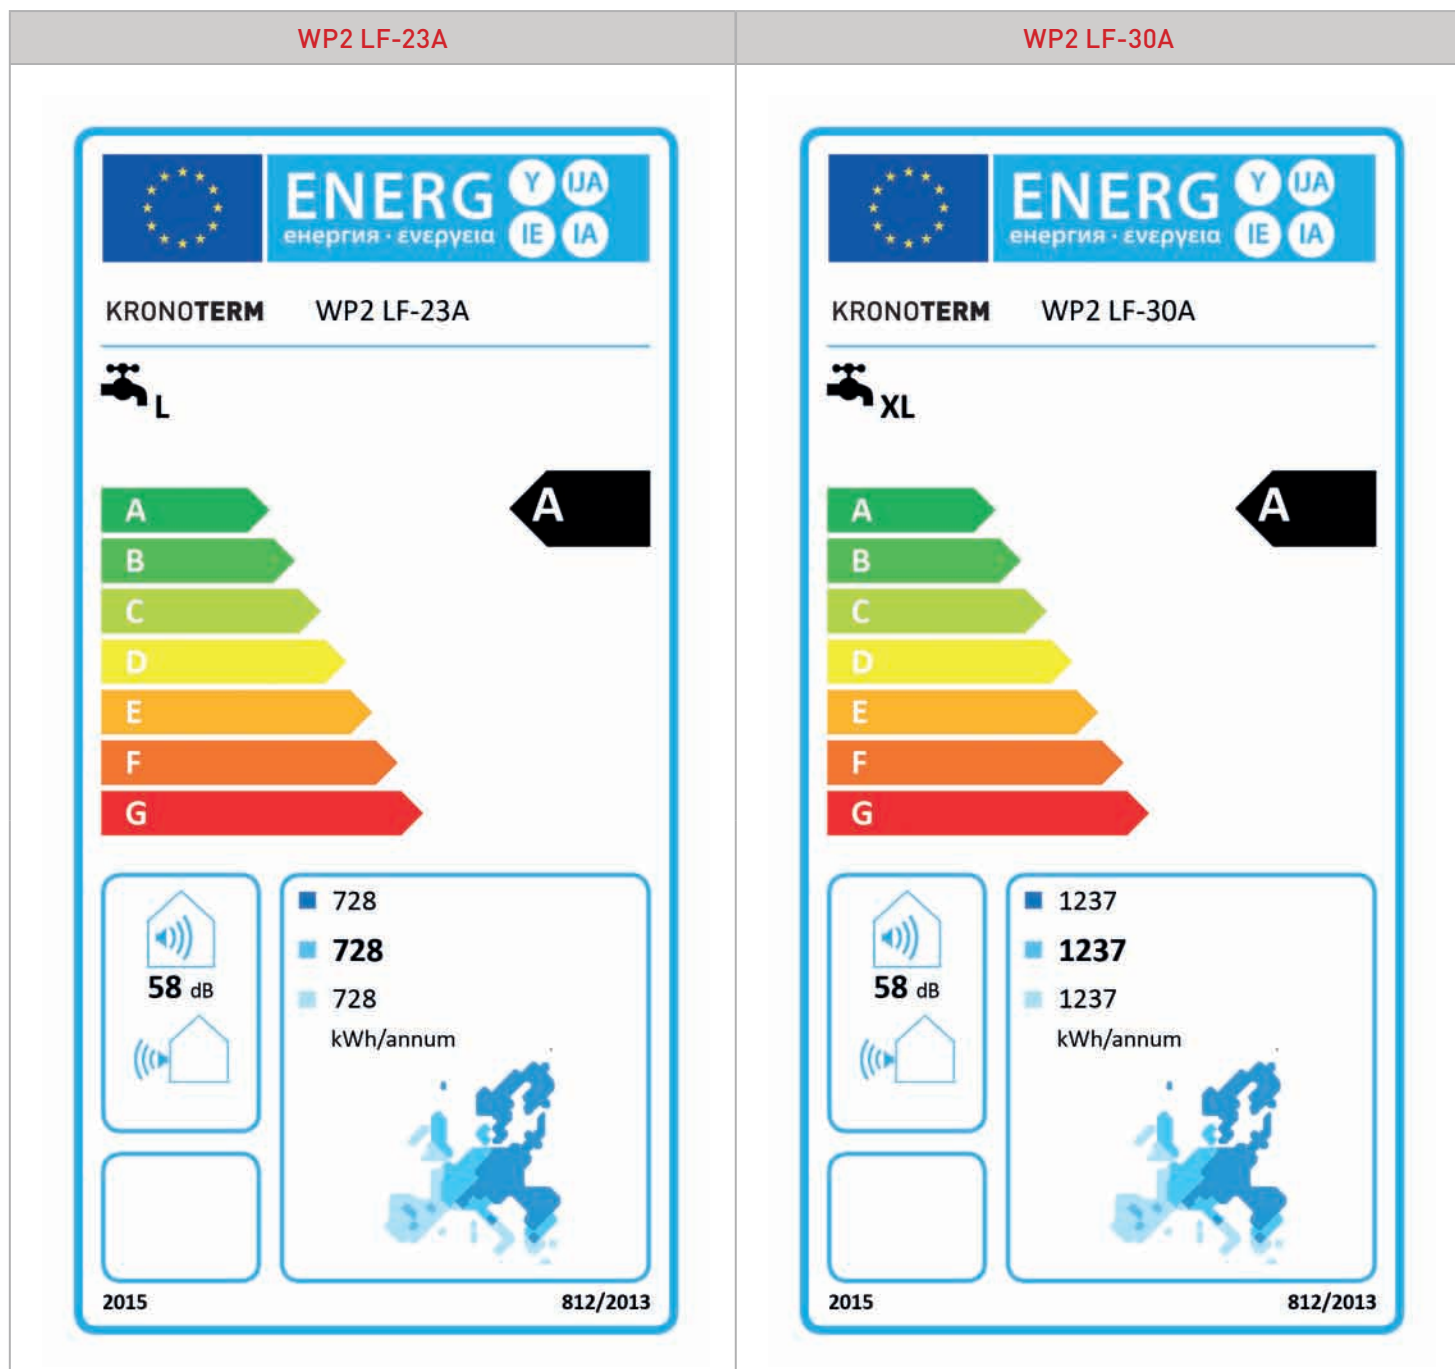 WP2 LF-23A
ENERG Y IJA
енергия · ενεργεια IE IA
KRONOTERM WP2 LF-23A
L
A
A
B
C
D
E
F
G
728
728
58 dB
728
kWh/annum
2015 812/2013
WP2 LF-30A
ENERG Y IJA
енергия · ενεργεια IE IA
KRONOTERM WP2 LF-30A
XL
A
A
B
C
D
E
F
G
1237
1237
58 dB
1237
kWh/annum
2015 812/2013